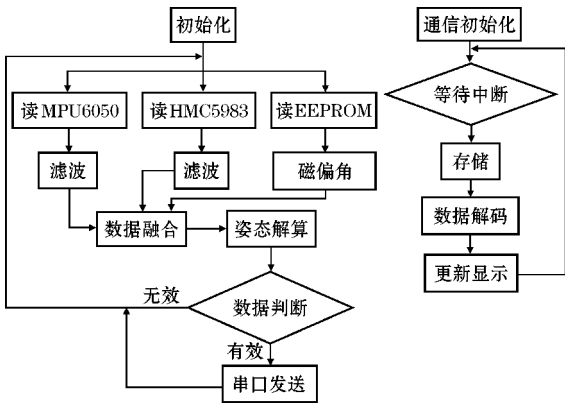 初始化
读MPU6050
读HMC5983
读EEPROM
滤波
滤波
磁偏角
数据融合
姿态解算
无效
数据判断
有效
串口发送
通信初始化
等待中断
存储
数据解码
更新显示